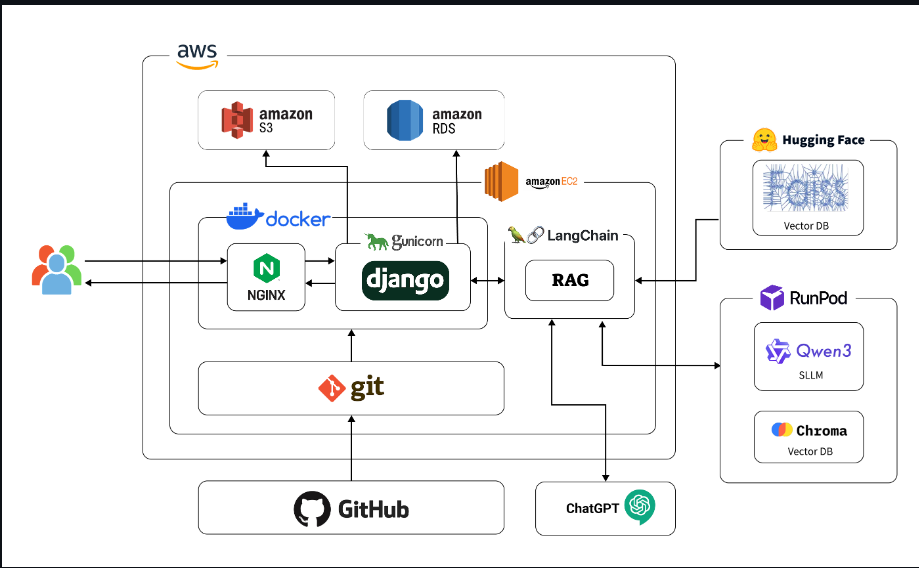 aws
amazon
S3
amazon
RDS
amazon EC2
docker
gunicorn
LangChain
NGINX
django
RAG
git
GitHub
ChatGPT
Hugging Face
Faiss
Vector DB
RunPod
Qwen3
SLLM
Chroma
Vector DB